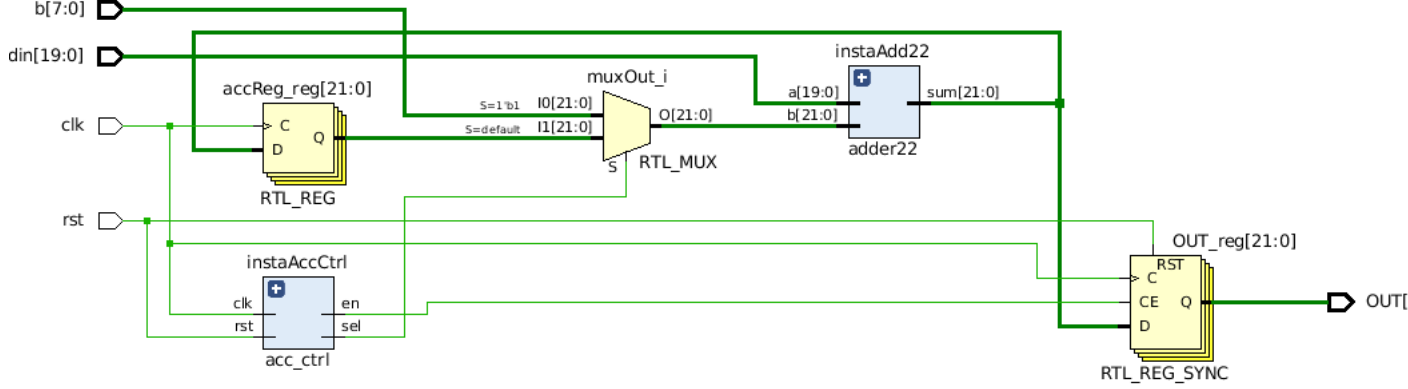 b[7:0]
din[19:0]
instaAdd22
muxOut_i
accReg_reg[21:0]
a[19:0]
sum[21:0]
S=1'b1
I0[21:0]
O[21:0]
b[21:0]
clk
C
S=default
I1[21:0]
Q
D
adder22
S
RTL_MUX
RTL_REG
rst
OUT_reg[21:0]
instaAccCtrl
RST
C
clk
en
CE
Q
OUT[
rst
sel
D
acc_ctrl
RTL_REG_SYNC